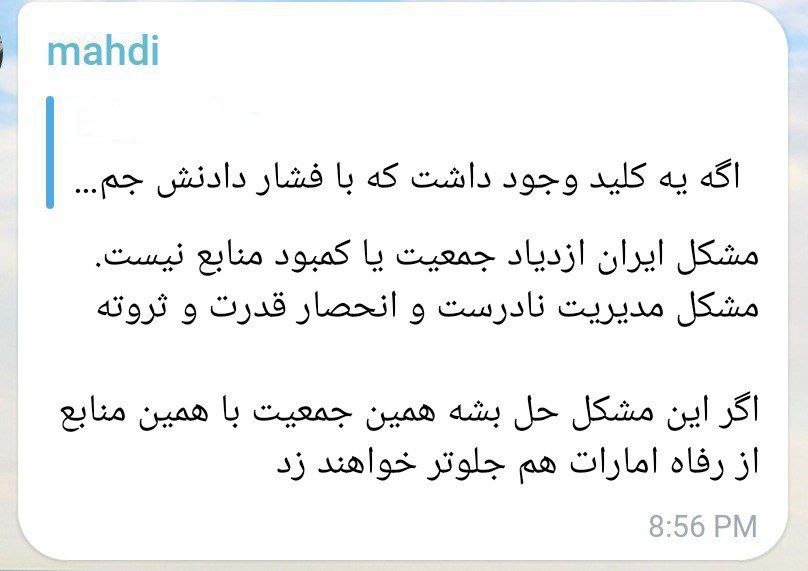 mahdi
اگه یه کلید وجود داشت که با فشار دادنش جم...
مشکل ایران ازدیاد جمعیت یا کمبود منابع نیست.
مشکل مدیریت نادرست و انحصار قدرت و ثروته
اگر این مشکل حل بشه همین جمعیت با همین منابع
از رفاه امارات هم جلوتر خواهند زد
8:56 PM